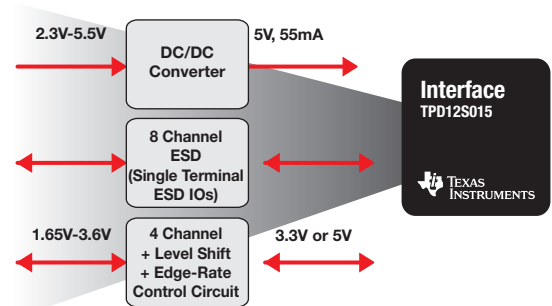 2.3V-5.5V
DC/DC
Converter
5V, 55mA
8 Channel
ESD
(Single Terminal
ESD IOs)
1.65V-3.6V
4 Channel
+ Level Shift
+ Edge-Rate
Control Circuit
3.3V or 5V
Interface
TPD12S015
TEXAS
INSTRUMENTS